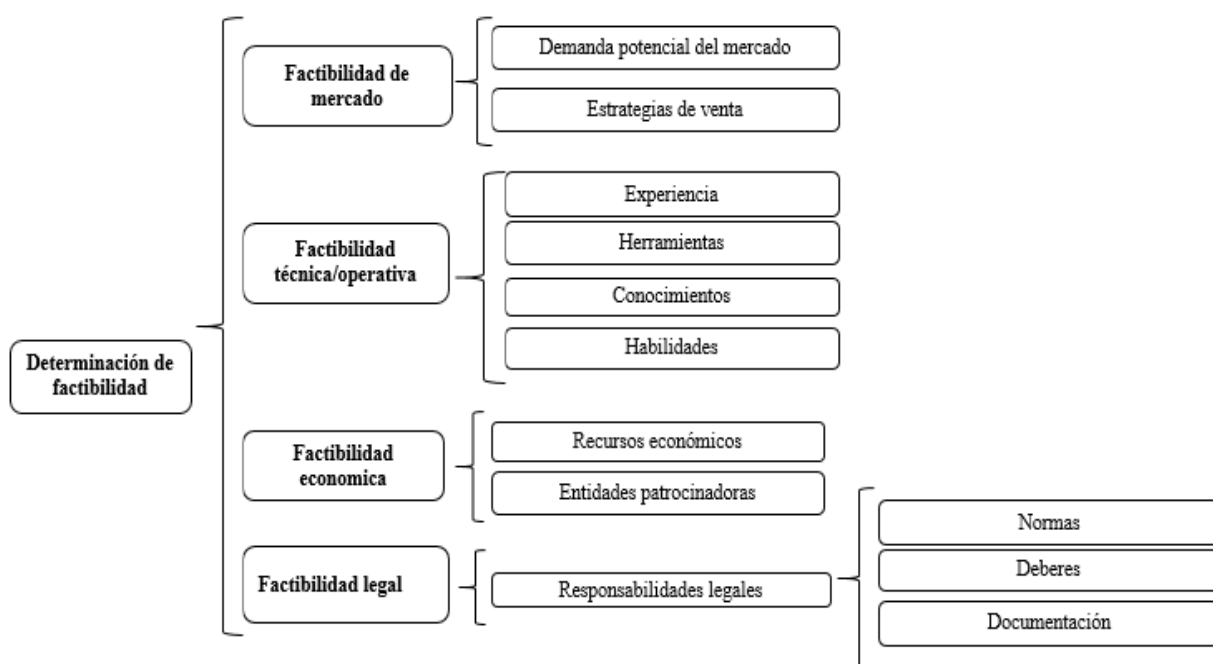 Determinación de
factibilidad
Factibilidad de
mercado
Demanda potencial del mercado
Estrategias de venta
Factibilidad
técnica/operativa
Experiencia
Herramientas
Conocimientos
Habilidades
Factibilidad
economica
Recursos económicos
Entidades patrocinadoras
Factibilidad legal
Responsabilidades legales
Normas
Deberes
Documentación